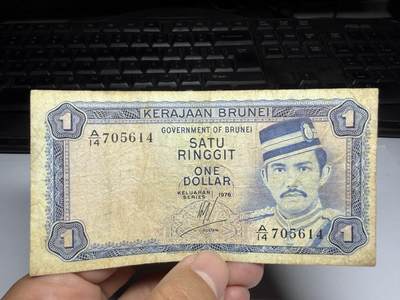 KERAJAAN BRUNEI
GOVERNMENT OF BRUNEI
1
1
A/14 705614
SATU
RINGGIT
ONE
DOLLAR
KELUARAN
SERIES
1976
SULTAN
A/14 705614
1
1